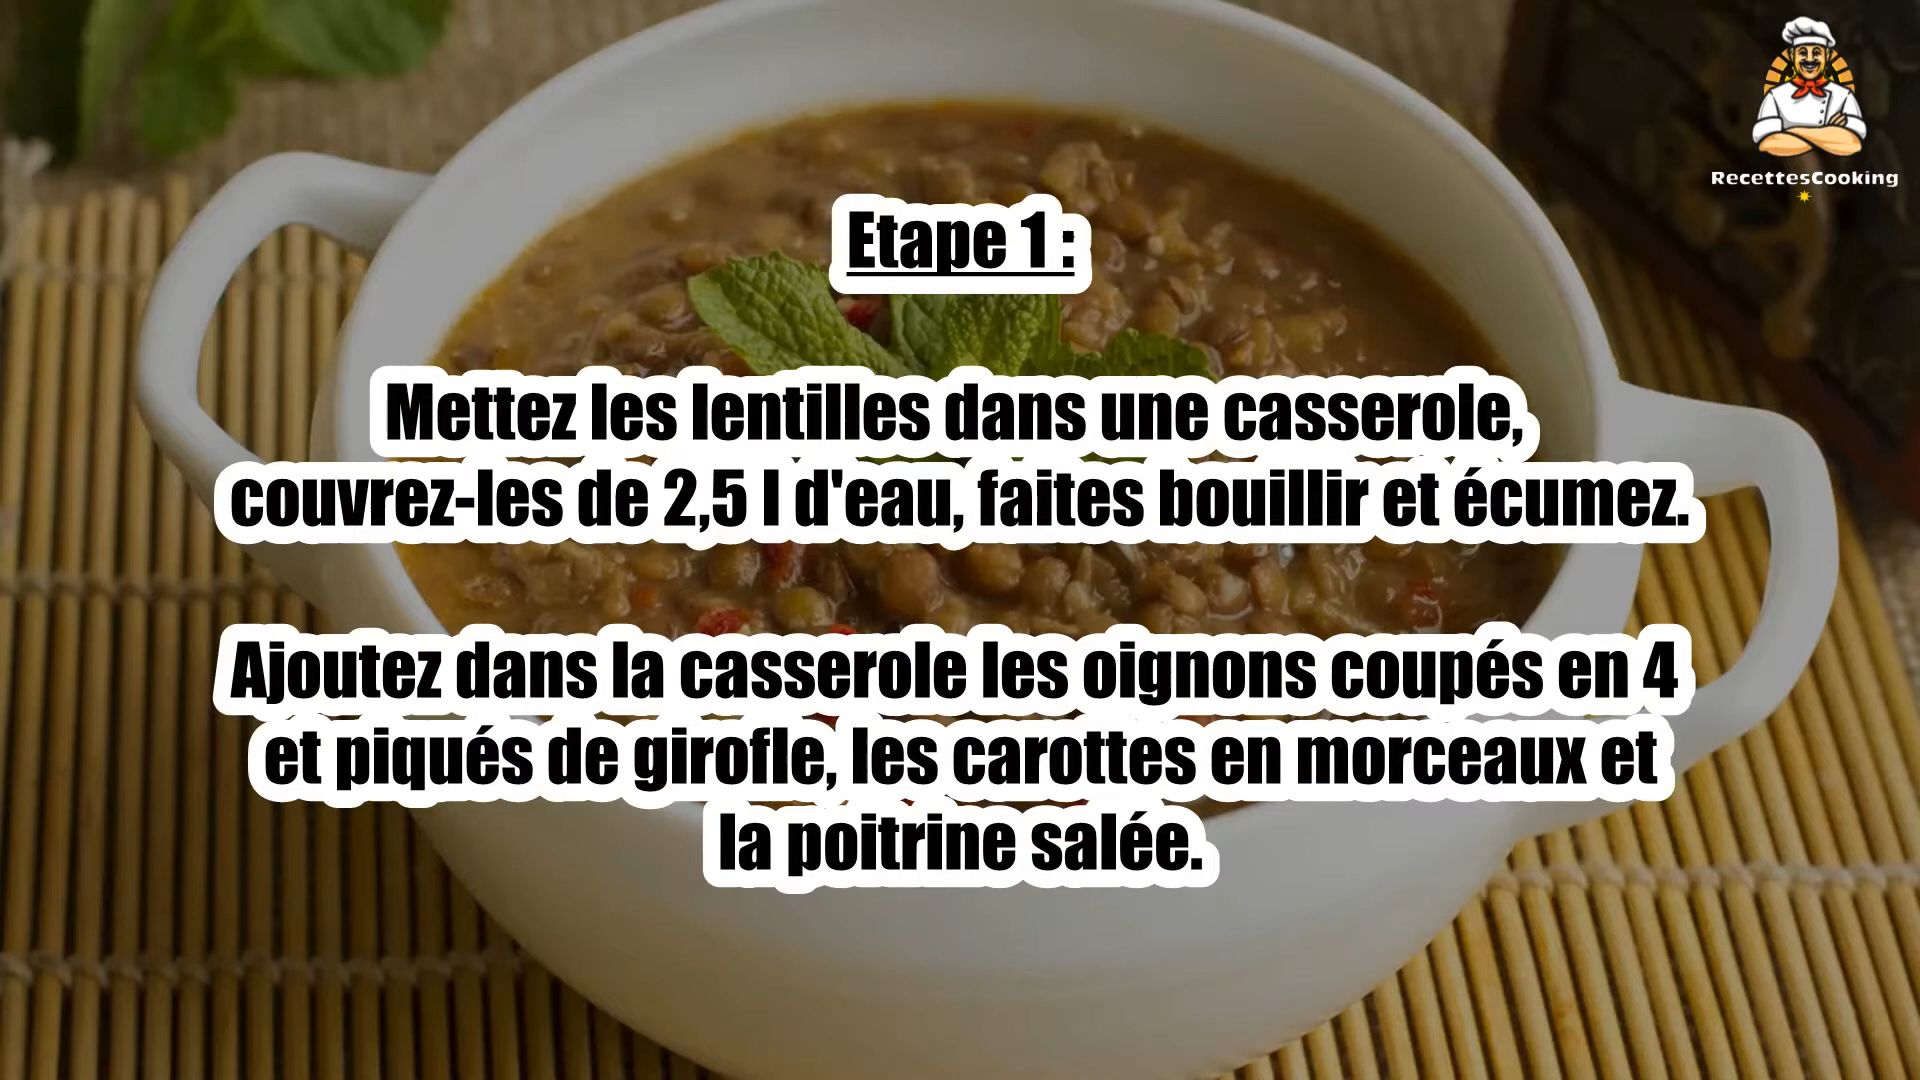 RecettesCooking
Etape 1 :
Mettez les lentilles dans une casserole,
couvrez-les de 2,5 l d'eau, faites bouillir et écumez.
Ajoutez dans la casserole les oignons coupés en 4
et piqués de girofle, les carottes en morceaux et
la poitrine salée.